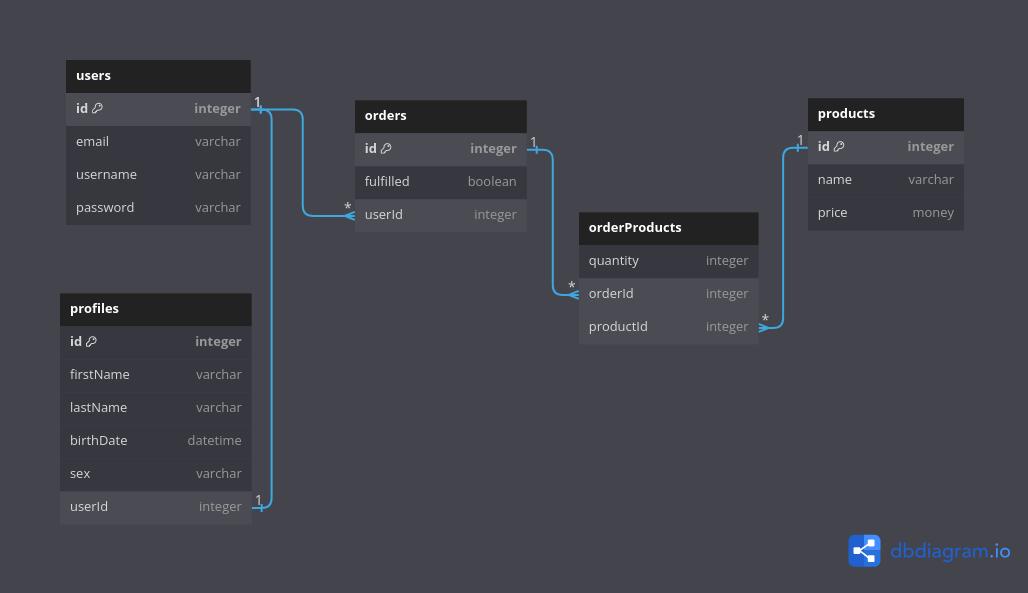 users
id integer
email varchar
username varchar
password varchar
1
profiles
id integer
firstName varchar
lastName varchar
birthDate datetime
sex varchar
userId integer
1
orders
id integer
fulfilled boolean
userId integer
*
1
orderProducts
quantity integer
orderId integer
productId integer
*
*
products
id integer
name varchar
price money
1
dbdiagram.io